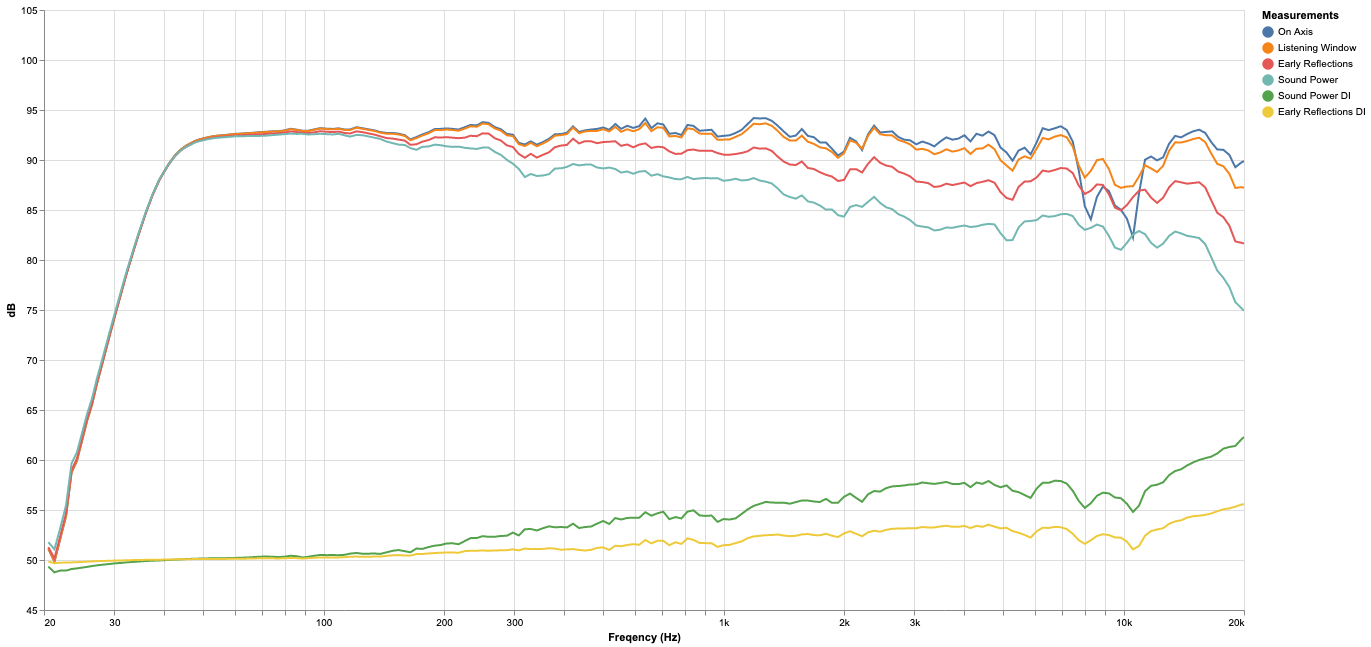 105
100
95
90
85
80
75
70
65
60
55
50
45
dB
20 30 100 200 300 1k 2k 3k 10k 20k
Freqency (Hz)
Measurements
On Axis
Listening Window
Early Reflections
Sound Power
Sound Power DI
Early Reflections DI